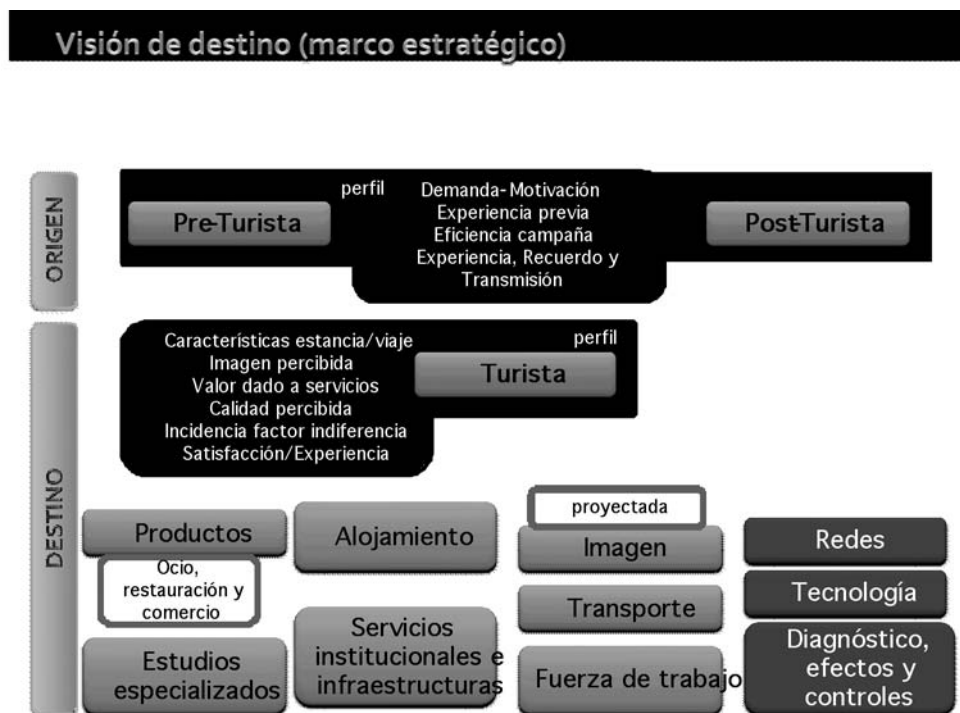 Visión de destino (marco estratégico)
ORIGEN
Pre-Turista
perfil
Demanda-Motivación
Experiencia previa
Eficiencia campaña
Experiencia, Recuerdo y
Transmisión
Post-Turista
DESTINO
Características estancia/viaje
Imagen percibida
Valor dado a servicios
Calidad percibida
Incidencia factor indiferencia
Satisfacción/Experiencia
perfil
Turista
Productos
Ocio,
restauración y
comercio
Estudios
especializados
Alojamiento
Servicios
institucionales e
infraestructuras
proyectada
Imagen
Transporte
Fuerza de trabajo
Redes
Tecnología
Diagnóstico,
efectos y
controles